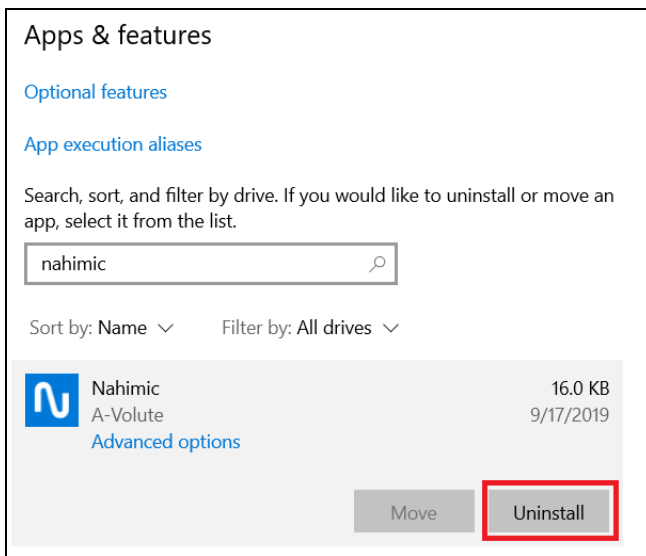 Apps & features
Optional features
App execution aliases
Search, sort, and filter by drive. If you would like to uninstall or move an
app, select it from the list.
nahimic
Sort by: Name Filter by: All drives
Nahimic 16.0 KB
A-Volute 9/17/2019
Advanced options
Move Uninstall